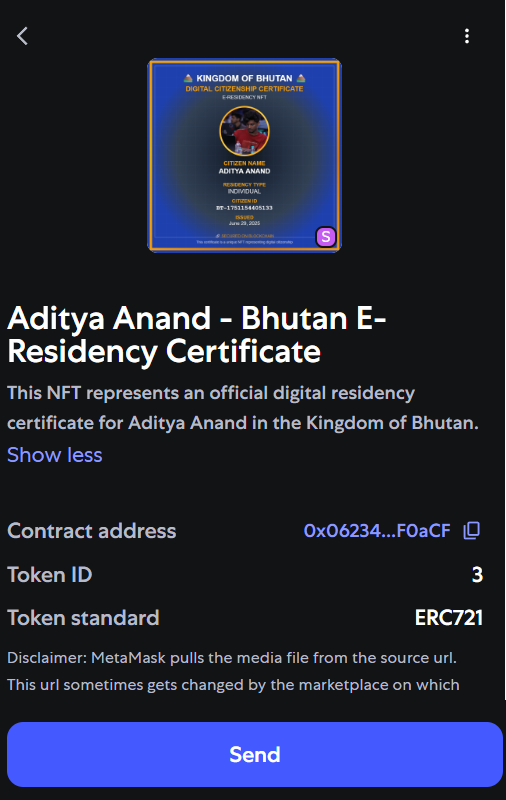 KINGDOM OF BHUTAN
DIGITAL CITIZENSHIP CERTIFICATE
E-RESIDENCY NFT
CITIZEN NAME
ADITYA ANAND
RESIDENCY TYPE
INDIVIDUAL
CITIZEN ID
BT-1751154405133
ISSUED
June 29, 2025
SECURED ON BLOCKCHAIN
This certificate is a unique NFT representing digital citizenship
S
Aditya Anand - Bhutan E-
Residency Certificate
This NFT represents an official digital residency
certificate for Aditya Anand in the Kingdom of Bhutan.
Show less
Contract address 0x06234...F0aCF
Token ID 3
Token standard ERC721
Disclaimer: MetaMask pulls the media file from the source url.
This url sometimes gets changed by the marketplace on which
Send